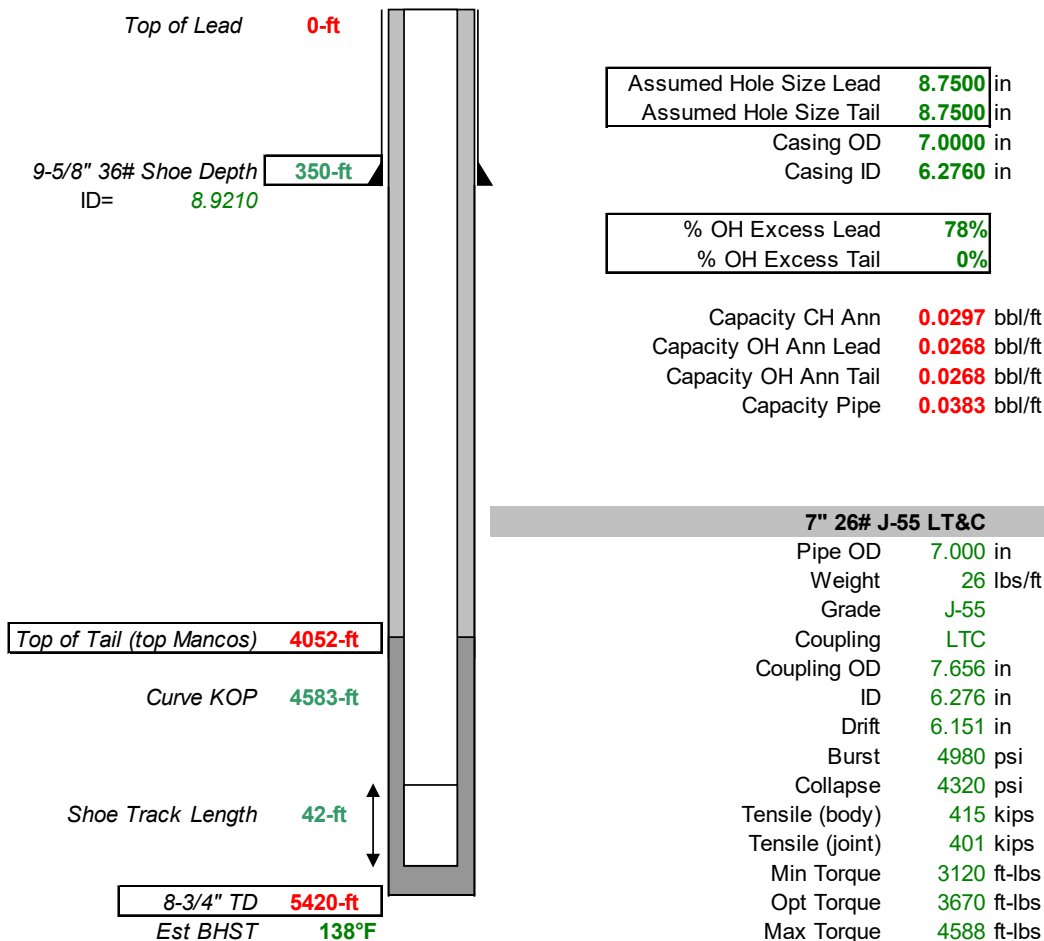 Top of Lead 0-ft
9-5/8" 36# Shoe Depth 350-ft
ID= 8.9210
Top of Tail (top Mancos) 4052-ft
Curve KOP 4583-ft
Shoe Track Length 42-ft
8-3/4" TD 5420-ft
Est BHST 138°F
Assumed Hole Size Lead 8.7500 in
Assumed Hole Size Tail 8.7500 in
Casing OD 7.0000 in
Casing ID 6.2760 in
% OH Excess Lead 78%
% OH Excess Tail 0%
Capacity CH Ann 0.0297 bbl/ft
Capacity OH Ann Lead 0.0268 bbl/ft
Capacity OH Ann Tail 0.0268 bbl/ft
Capacity Pipe 0.0383 bbl/ft
7" 26# J-55 LT&C
Pipe OD 7.000 in
Weight 26 lbs/ft
Grade J-55
Coupling LTC
Coupling OD 7.656 in
ID 6.276 in
Drift 6.151 in
Burst 4980 psi
Collapse 4320 psi
Tensile (body) 415 kips
Tensile (joint) 401 kips
Min Torque 3120 ft-lbs
Opt Torque 3670 ft-lbs
Max Torque 4588 ft-lbs